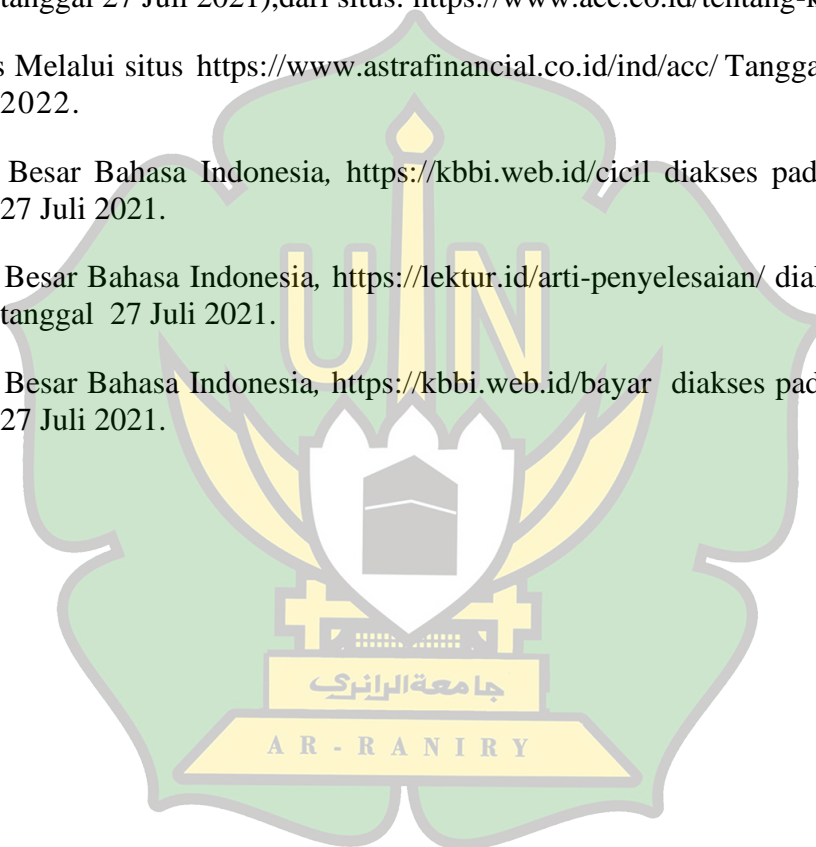 tanggal 27 Juli 2021),dari situs: https://www.acc.co.id/tentang-k
s Melalui situs https://www.astrafinancial.co.id/ind/acc/ Tangga
2022.
Besar Bahasa Indonesia, https://kbbi.web.id/cicil diakses pad
27 Juli 2021.
Besar Bahasa Indonesia, https://lektur.id/arti-penyelesaian/ dial
tanggal 27 Juli 2021.
Besar Bahasa Indonesia, https://kbbi.web.id/bayar diakses pad
27 Juli 2021.
UIN
جامعة الرانري
AR-RANIRY